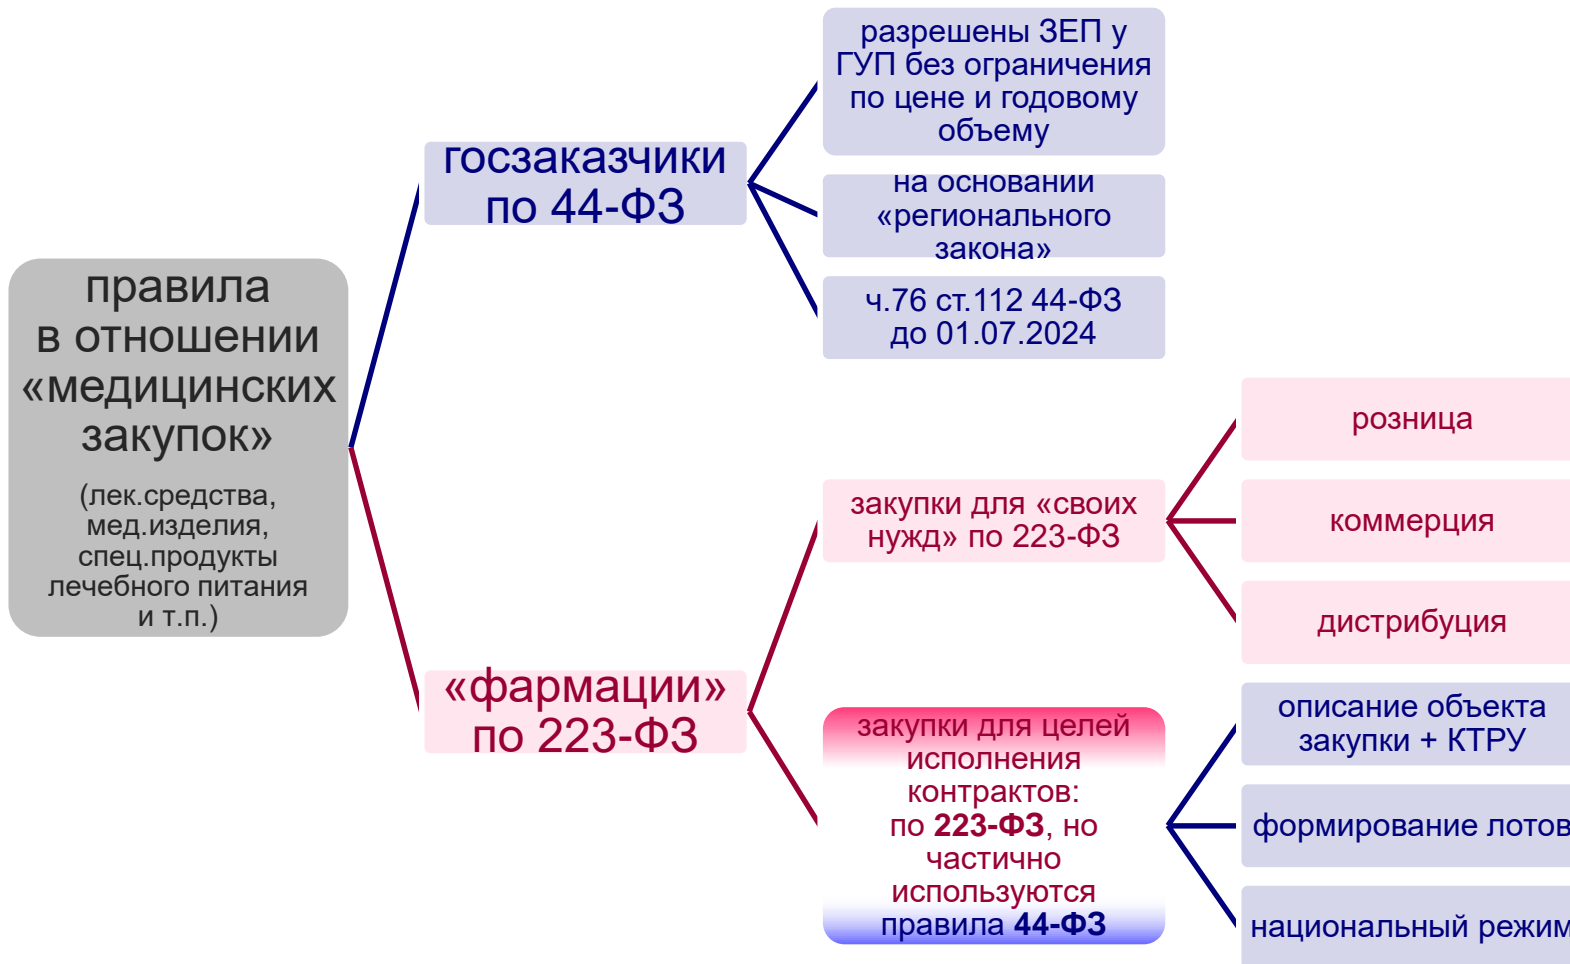 правила
в отношении
«медицинских
закупок»
(лек.средства,
мед.изделия,
спец.продукты
лечебного питания
и т.п.)
госзаказчики
по 44-ФЗ
разрешены ЗЕП у
ГУП без ограничения
по цене и годовому
объему
на основании
«регионального
закона»
ч.76 ст.112 44-ФЗ
до 01.07.2024
«фармации»
по 223-ФЗ
закупки для «своих
нужд» по 223-ФЗ
розница
коммерция
дистрибуция
закупки для целей
исполнения
контрактов:
по 223-ФЗ, но
частично
используются
правила 44-ФЗ
описание объекта
закупки + КТРУ
формирование лотов
национальный режим